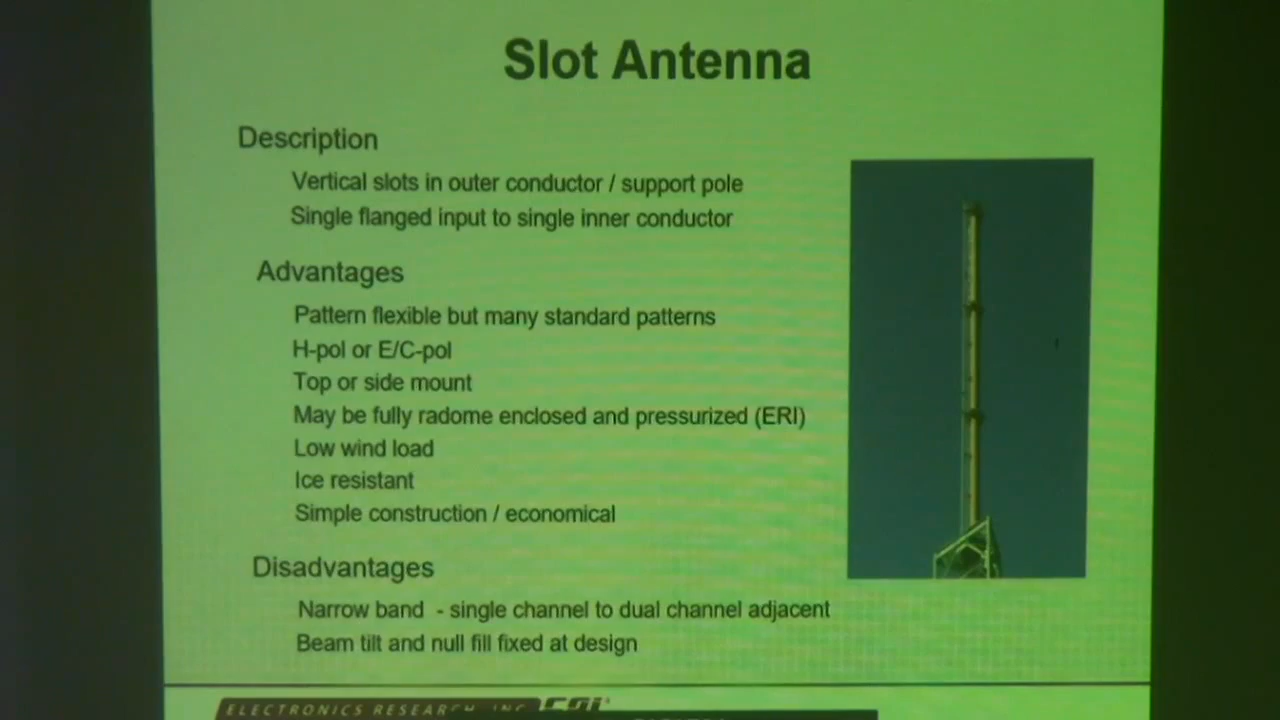 Slot Antenna
Description
Vertical slots in outer conductor / support pole
Single flanged input to single inner conductor
Advantages
Pattern flexible but many standard patterns
H-pol or E/C-pol
Top or side mount
May be fully radome enclosed and pressurized (ERI)
Low wind load
Ice resistant
Simple construction / economical
Disadvantages
Narrow band - single channel to dual channel adjacent
Beam tilt and null fill fixed at design
ELECTRONICS RESEARCH, INC.